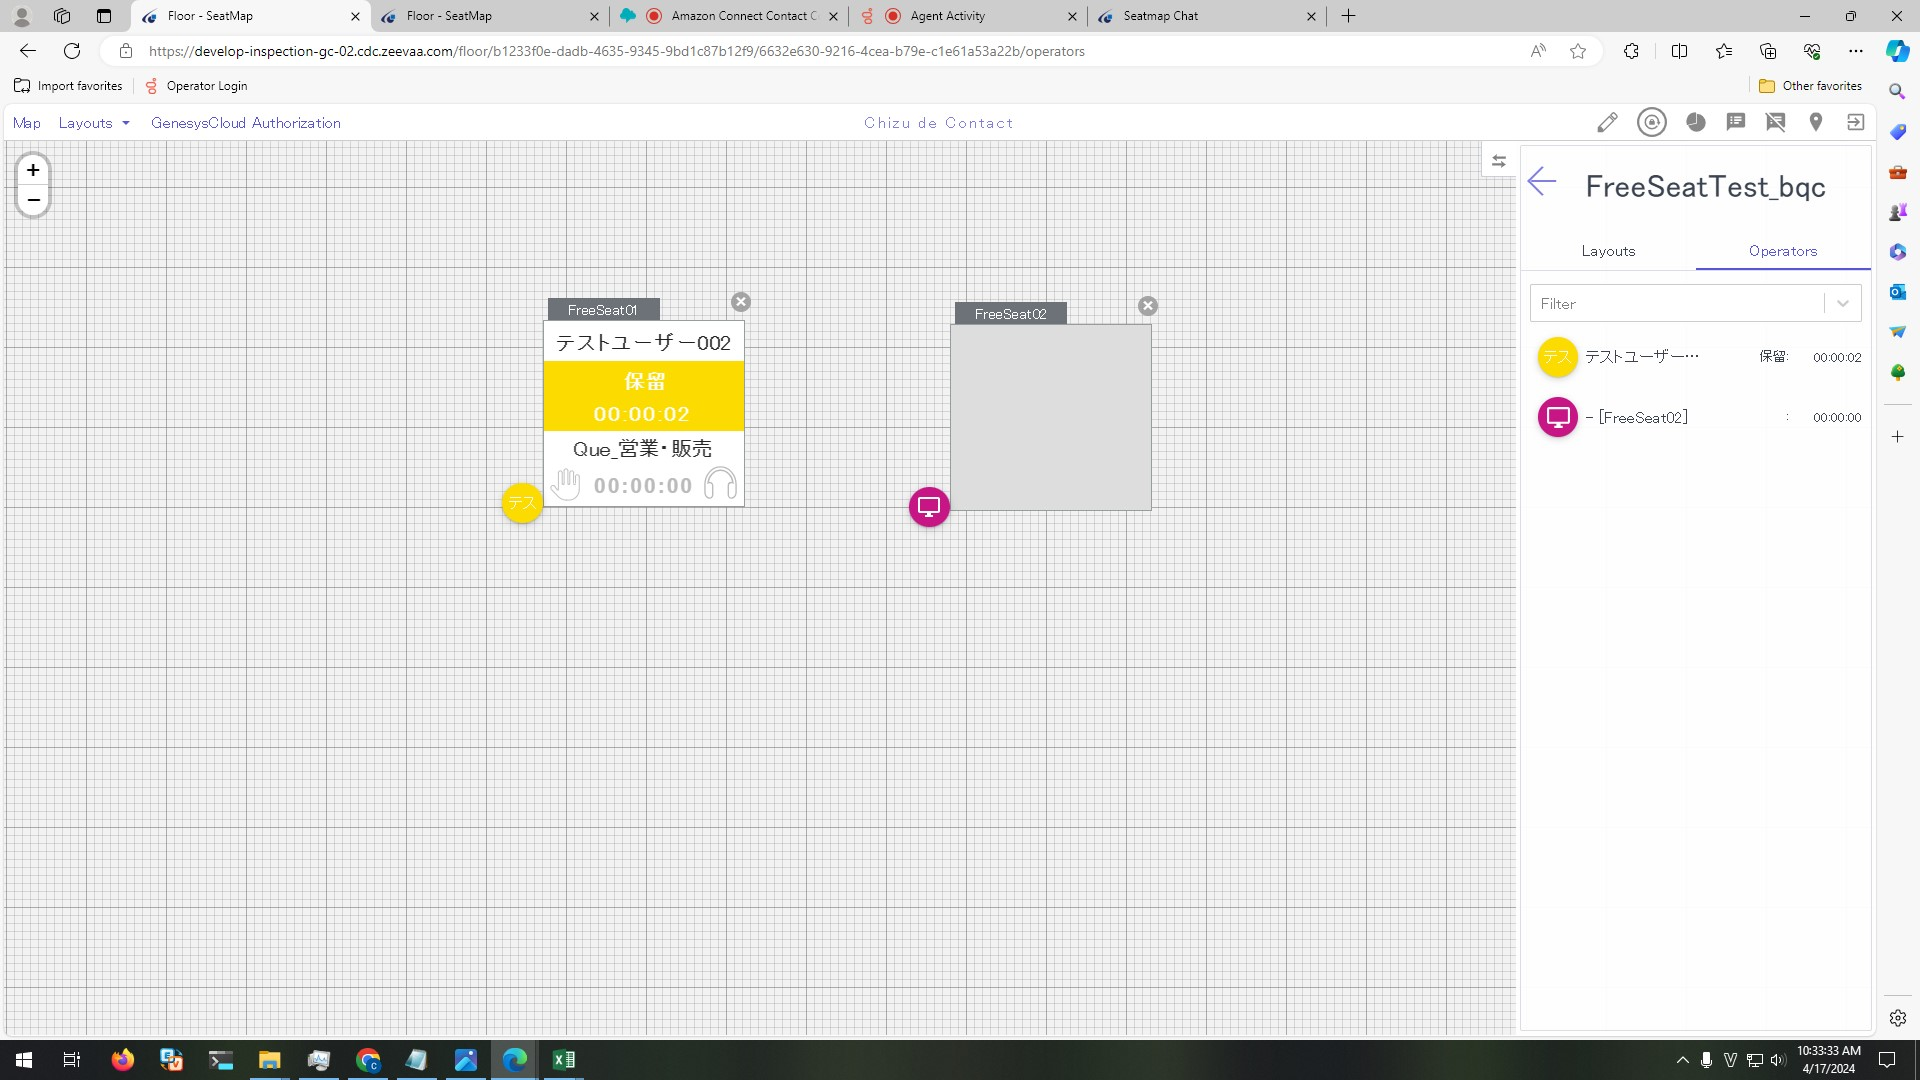 Floor - SeatMap
Floor - SeatMap
Amazon Connect Contact C
Agent Activity
Seatmap Chat
https://develop-inspection-gc-02.cdc.zeevaa.com/floor/b1233f0e-dadb-4635-9345-9bd1c87b12f9/6632e630-9216-4cea-b79e-c1e61a53a22b/operators
Import favorites
Operator Login
Other favorites
Map
Layouts
GenesysCloud Authorization
Chizu de Contact
+
−
FreeSeat01
テストユーザー002
保留
00:00:02
Que_営業・販売
00:00:00
テス
FreeSeat02
FreeSeatTest_bqc
Layouts
Operators
Filter
テス
テストユーザー…
保留:
00:00:02
- [FreeSeat02]
:
00:00:00
10:33:33 AM
4/17/2024